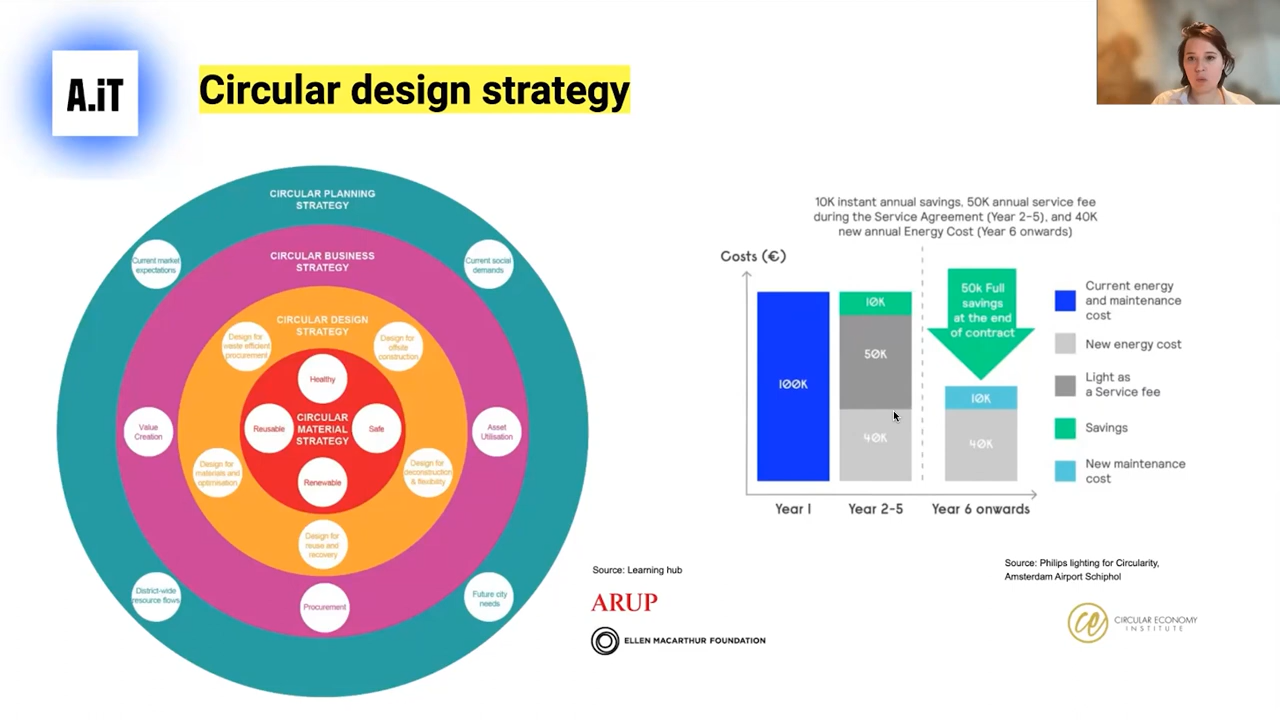 A.iT
Circular design strategy
CIRCULAR PLANNING
STRATEGY
Current market
expectations
Current social
demands
CIRCULAR BUSINESS
STRATEGY
CIRCULAR DESIGN
STRATEGY
Design for
waste efficient
procurement
Design for
offsite
construction
Healthy
Reusable
CIRCULAR
MATERIAL
STRATEGY
Safe
Renewable
Value
Creation
Asset
Utilisation
Design for
materials and
optimisation
Design for
deconstruction
& flexibility
Design for
reuse and
recovery
Procurement
District-wide
resource flows
Future city
needs
10K instant annual savings, 50K annual service fee
during the Service Agreement (Year 2-5), and 40K
new annual Energy Cost (Year 6 onwards)
Costs (€)
100K
10K
50K
40K
50k Full
savings
at the end
of contract
10K
40K
Year 1
Year 2-5
Year 6 onwards
Current energy
and maintenance
cost
New energy cost
Light as
a Service fee
Savings
New maintenance
cost
Source: Learning hub
ARUP
ELLEN MACARTHUR FOUNDATION
Source: Philips lighting for Circularity,
Amsterdam Airport Schiphol
ce
CIRCULAR ECONOMY
INSTITUTE